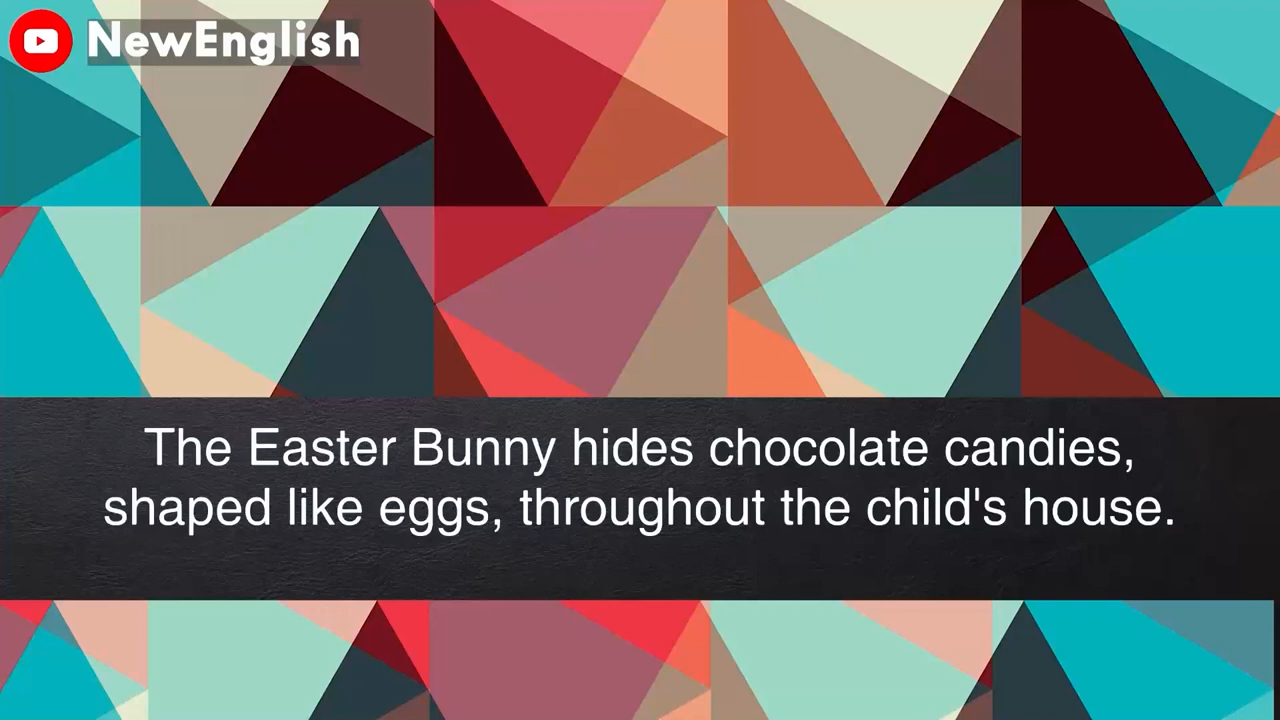 NewEnglish
The Easter Bunny hides chocolate candies,
shaped like eggs, throughout the child's house.